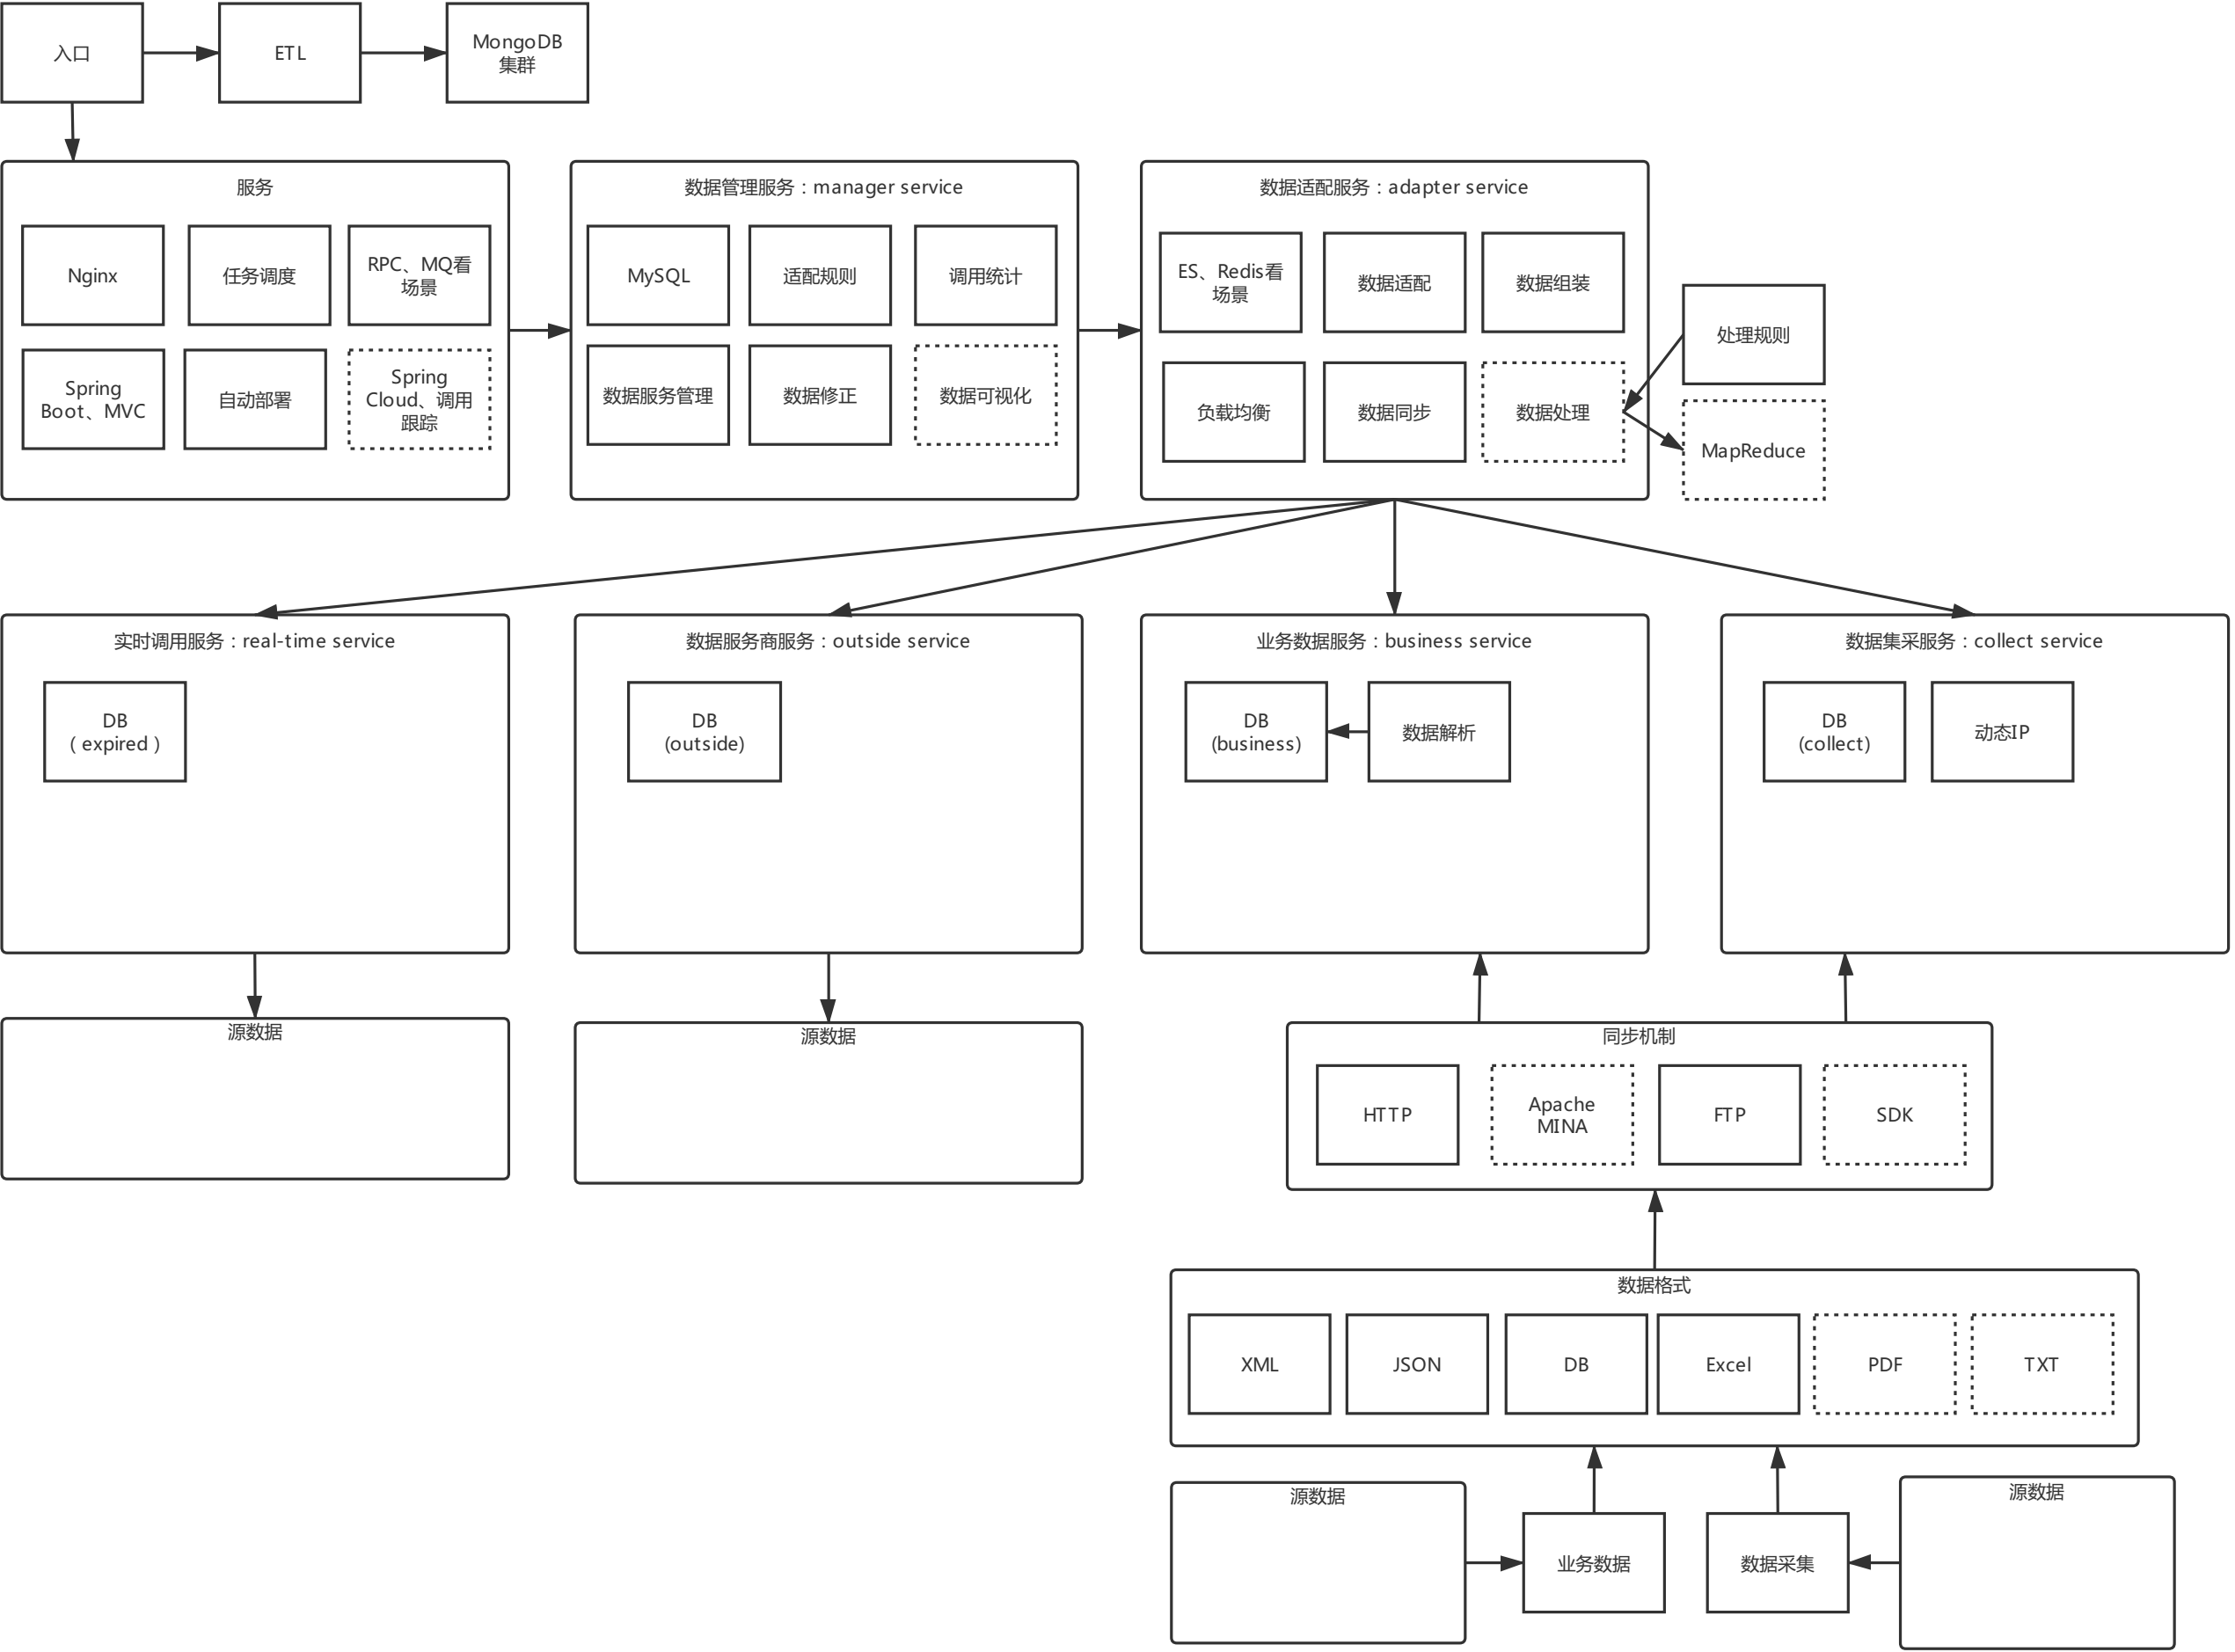 入口
ETL
MongoDB
集群
服务
Nginx
任务调度
RPC、MQ看
场景
Spring
Boot、MVC
自动部署
Spring
Cloud、调用
跟踪
数据管理服务：manager service
MySQL
适配规则
调用统计
数据服务管理
数据修正
数据可视化
数据适配服务：adapter service
ES、Redis看
场景
数据适配
数据组装
负载均衡
数据同步
数据处理
处理规则
MapReduce
实时调用服务：real-time service
DB
（expired）
数据服务商服务：outside service
DB
(outside)
业务数据服务：business service
DB
(business)
数据解析
数据集采服务：collect service
DB
(collect)
动态IP
源数据
源数据
同步机制
HTTP
Apache
MINA
FTP
SDK
数据格式
XML
JSON
DB
Excel
PDF
TXT
源数据
业务数据
数据采集
源数据